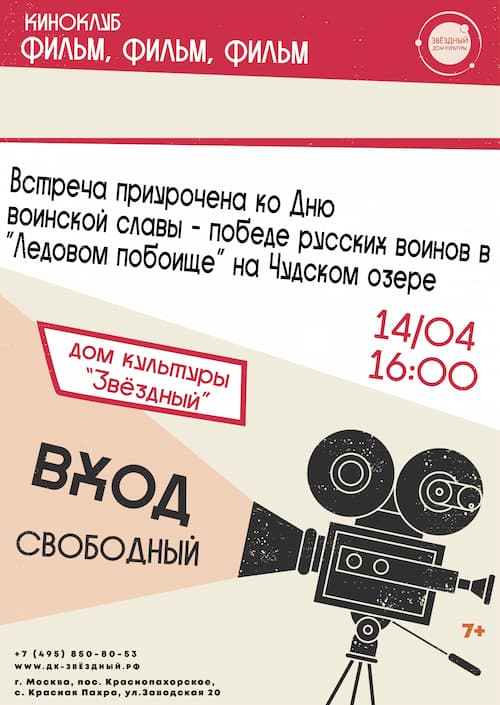 КИНОКЛУБ
ФИЛЬМ, ФИЛЬМ, ФИЛЬМ
ЗВЁЗДНЫЙ
ДОМ КУЛЬТУРЫ
Встреча приурочена ко Дню
воинской славы - победе русских воинов в
"Ледовом побоище" на Чудском озере
14/04
16:00
ДОМ КУЛЬТУРЫ
"Звёздный"
ВХОД
СВОБОДНЫЙ
7+
+7 (495) 850-80-53
WWW.ДК-ЗВЁЗДНЫЙ.РФ
г. Москва, пос. Краснопахорское,
с. Красная Пахра, ул.Заводская 20